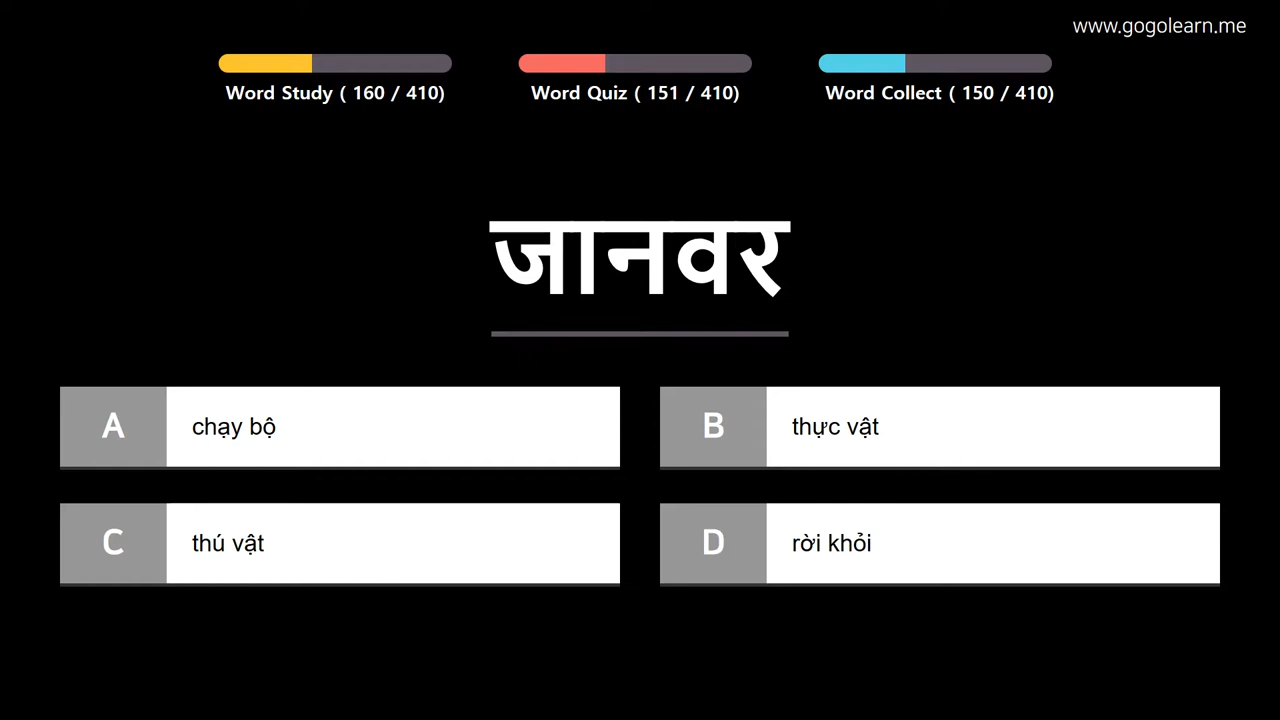 www.gogolearn.me
Word Study ( 160 / 410)
Word Quiz ( 151 / 410)
Word Collect ( 150 / 410)
जानवर
A chạy bộ
B thực vật
C thú vật
D rời khỏi